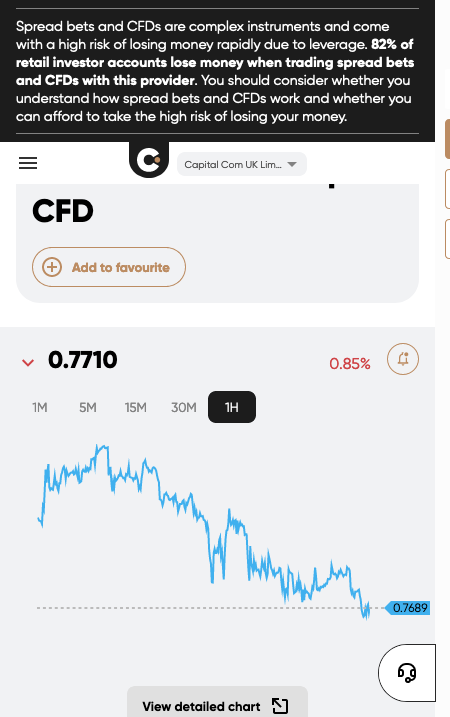 Spread bets and CFDs are complex instruments and come
with a high risk of losing money rapidly due to leverage. 82% of
retail investor accounts lose money when trading spread bets
and CFDs with this provider. You should consider whether you
understand how spread bets and CFDs work and whether you
can afford to take the high risk of losing your money.
Capital Com UK Lim...
CFD
Add to favourite
0.7710
0.85%
1M 5M 15M 30M 1H
0.7689
View detailed chart